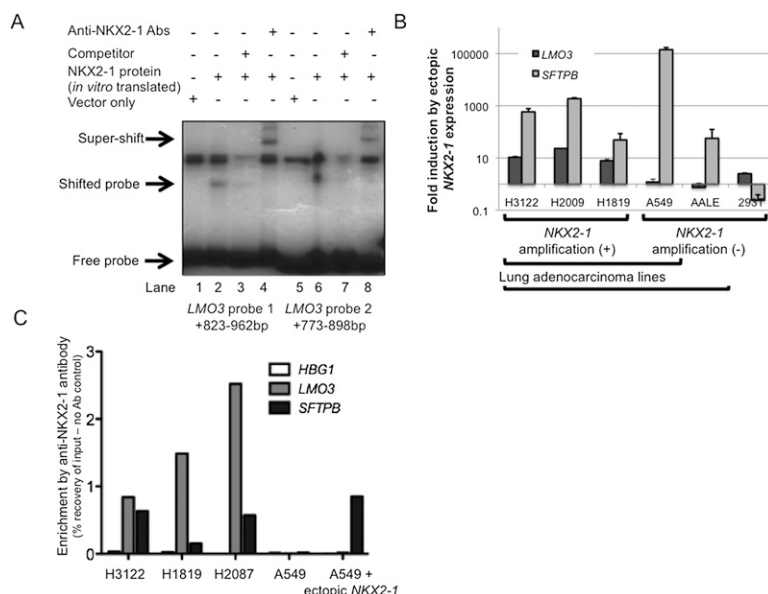 A
Anti-NKX2-1 Abs - - - + - - - +
Competitor - - + - - - + -
NKX2-1 protein - + + + - + + +
(in vitro translated)
Vector only + - - - + - - -
Super-shift
Shifted probe
Free probe
Lane 1 2 3 4 5 6 7 8
LMO3 probe 1 LMO3 probe 2
+823-962bp +773-898bp
B
Fold induction by ectopic
NKX2-1 expression
100000
1000
10
0.1
LMO3
SFTPB
H3122 H2009 H1819 A549 AALE 293T
NKX2-1 NKX2-1
amplification (+) amplification (-)
Lung adenocarcinoma lines
C
Enrichment by anti-NKX2-1 antibody
(% recovery of input – no Ab control)
3
2
1
0
HBG1
LMO3
SFTPB
H3122 H1819 H2087 A549 A549 +
ectopic NKX2-1